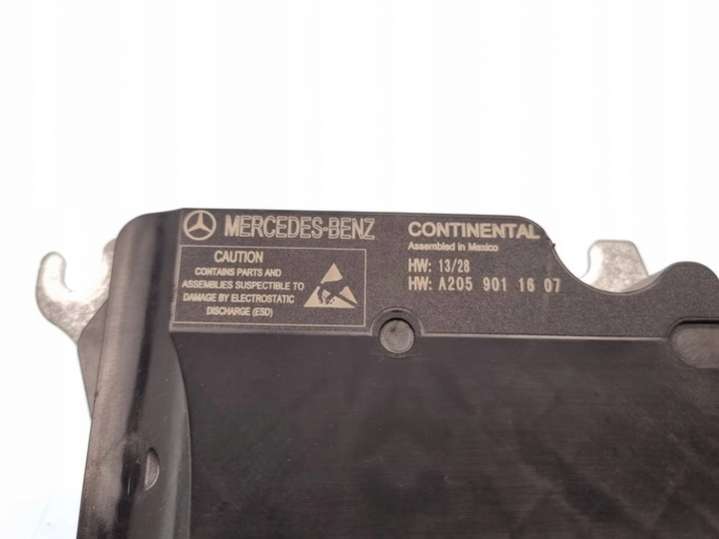 MERCEDES-BENZ
CAUTION
CONTAINS PARTS AND
ASSEMBLIES SUSPECTIBLE TO
DAMAGE BY ELECTROSTATIC
DISCHARGE (ESD)
CONTINENTAL
Assembled in Mexico
HW: 13/28
HW: A205 901 16 07